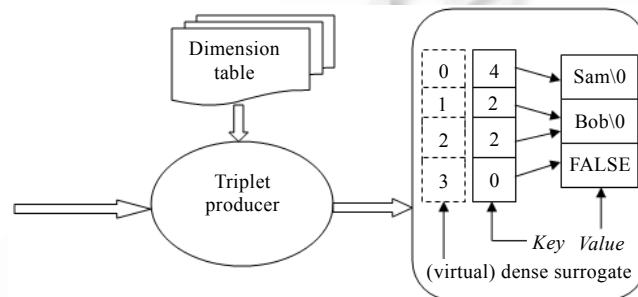 Dimension
table
Triplet
producer
0 4 Sam\0
1 2
2 2 Bob\0
3 0 FALSE
Key Value
(virtual) dense surrogate